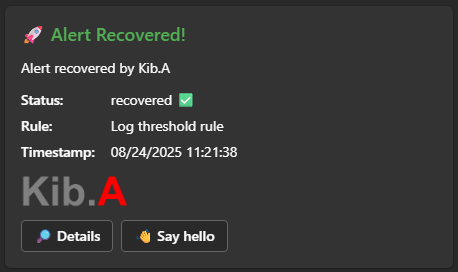 🚀 Alert Recovered!
Alert recovered by Kib.A
Status: recovered ✅
Rule: Log threshold rule
Timestamp: 08/24/2025 11:21:38
Kib.A
🔎 Details 👋 Say hello